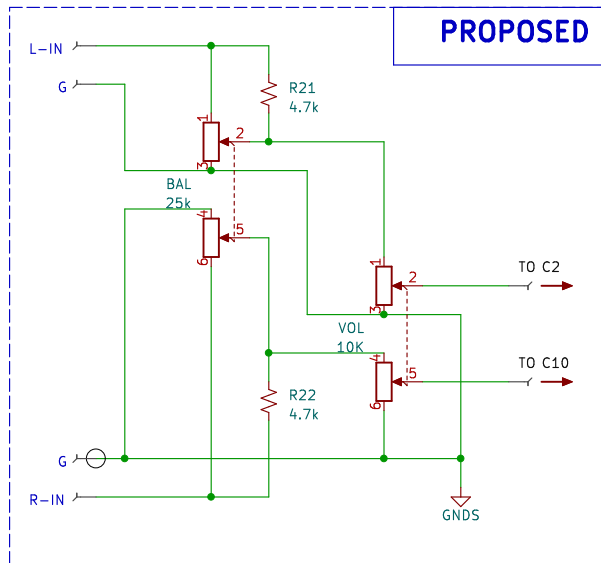 PROPOSED
L-IN
G
R21
4.7k
1
2
3
BAL
25k
4
5
6
1
2
3
TO C2
VOL
10K
4
5
6
TO C10
R22
4.7k
G
R-IN
GNDS